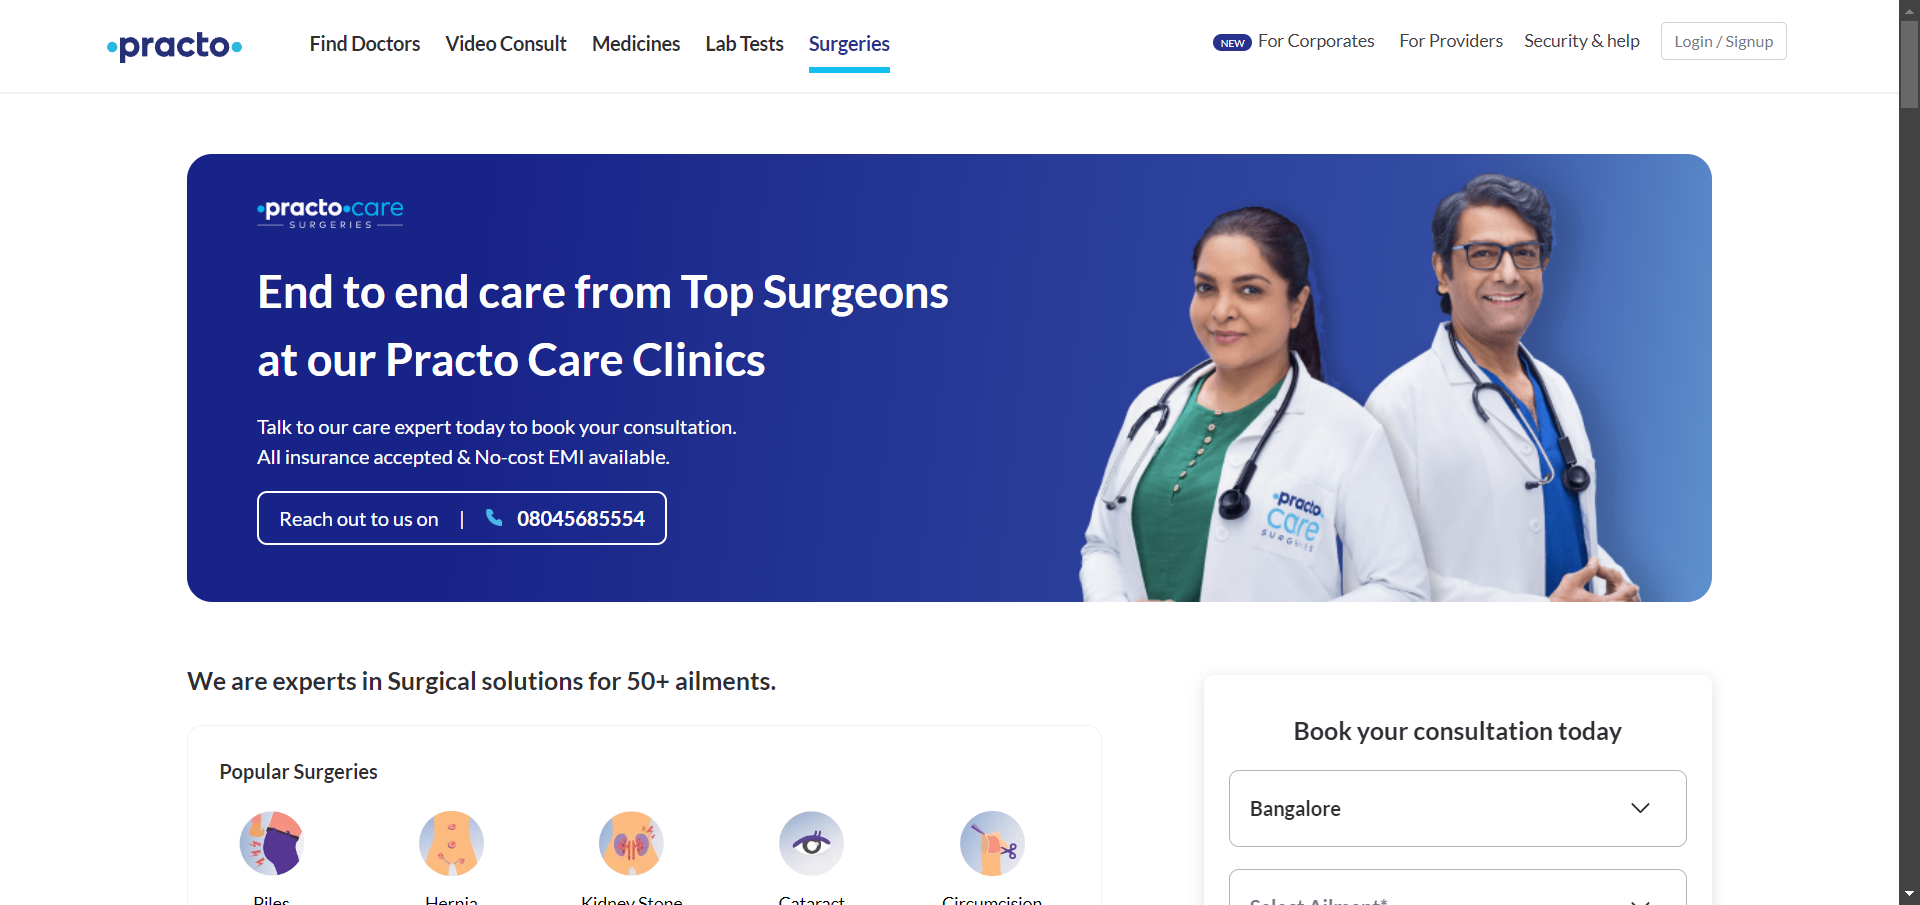 practo
Find Doctors
Video Consult
Medicines
Lab Tests
Surgeries
NEW For Corporates
For Providers
Security & help
Login / Signup
practo care
SURGERIES
End to end care from Top Surgeons
at our Practo Care Clinics
Talk to our care expert today to book your consultation.
All insurance accepted & No-cost EMI available.
Reach out to us on | 08045685554
practo
Care
SURGERIES
We are experts in Surgical solutions for 50+ ailments.
Popular Surgeries
Piles
Hernia
Kidney Stone
Cataract
Circumcision
Book your consultation today
Bangalore
Select Ailment*